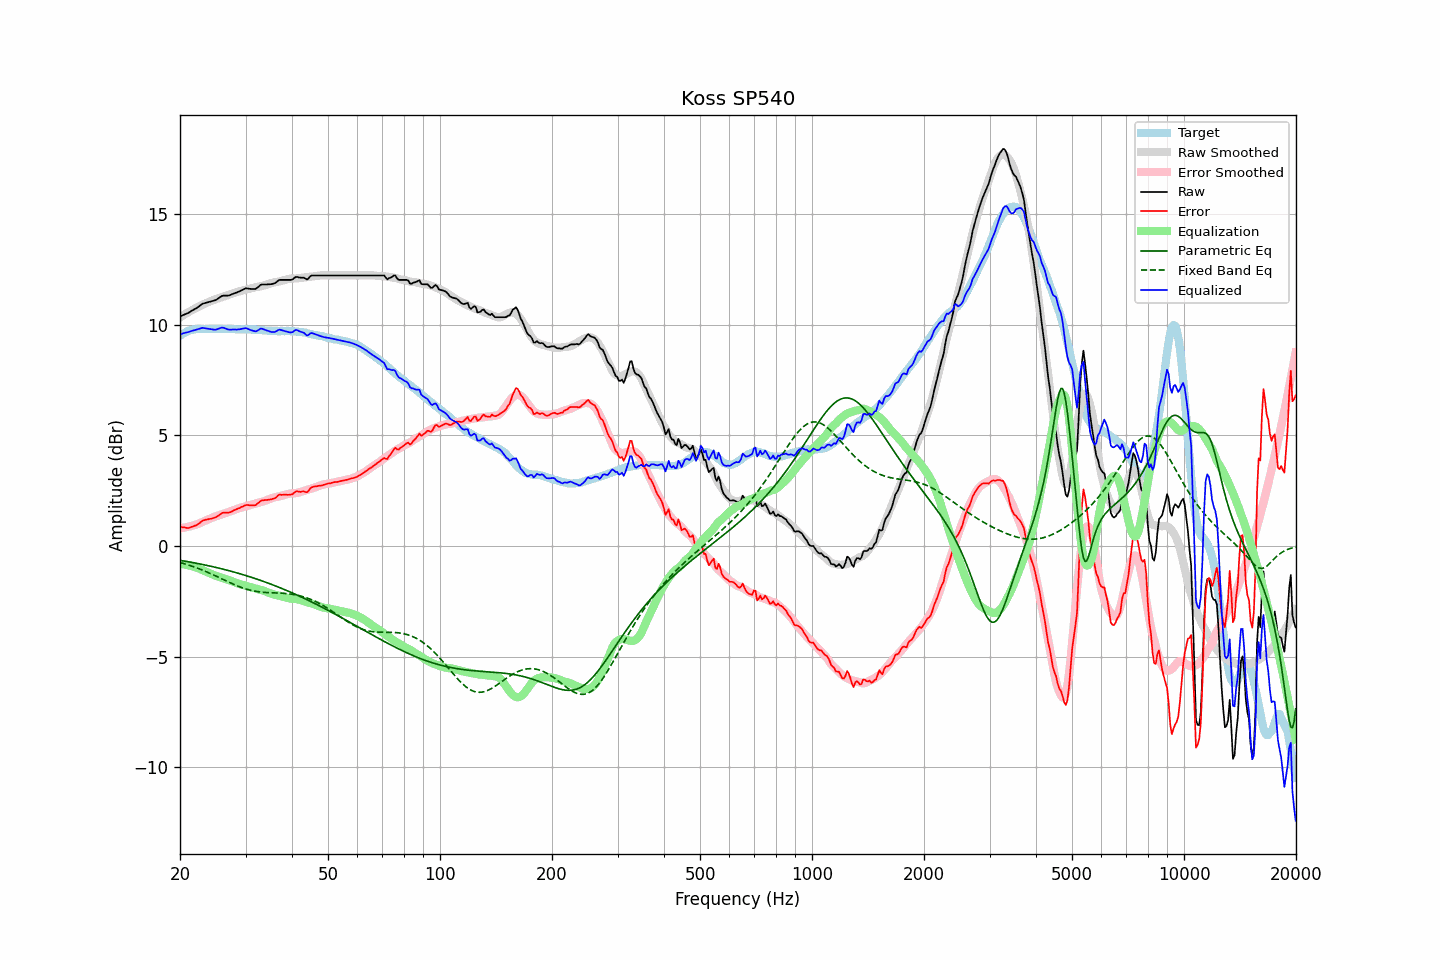 Koss SP540
Target
Raw Smoothed
Error Smoothed
Raw
Error
Equalization
Parametric Eq
Fixed Band Eq
Equalized
Amplitude (dBr)
15
10
5
0
−5
−10
20 50 100 200 500 1000 2000 5000 10000 20000
Frequency (Hz)